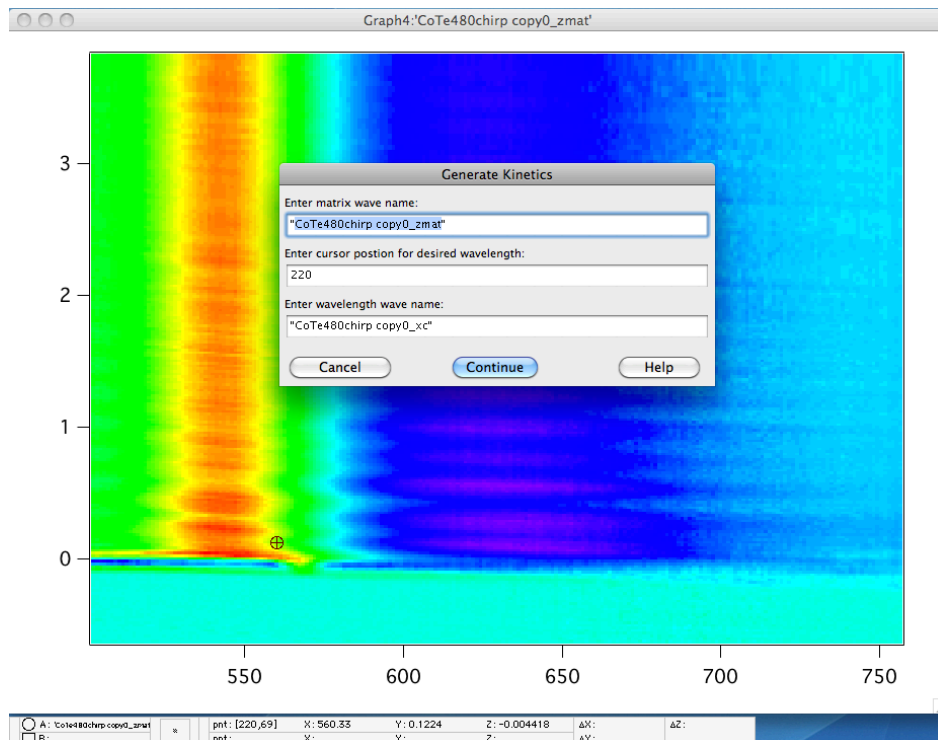 Graph4:'CoTe480chirp copy0_zmat'
3
2
1
0
Generate Kinetics
Enter matrix wave name:
"CoTe480chirp copy0_zmat"
Enter cursor postion for desired wavelength:
220
Enter wavelength wave name:
"CoTe480chirp copy0_xc"
Cancel Continue Help
550 600 650 700 750
A: 'CoTe480chirp copy0_zmat pnt: [220,69] X: 560.33 Y: 0.1224 Z: -0.004418 ΔX: ΔZ:
B: pnt: X: Y: Z: ΔY: